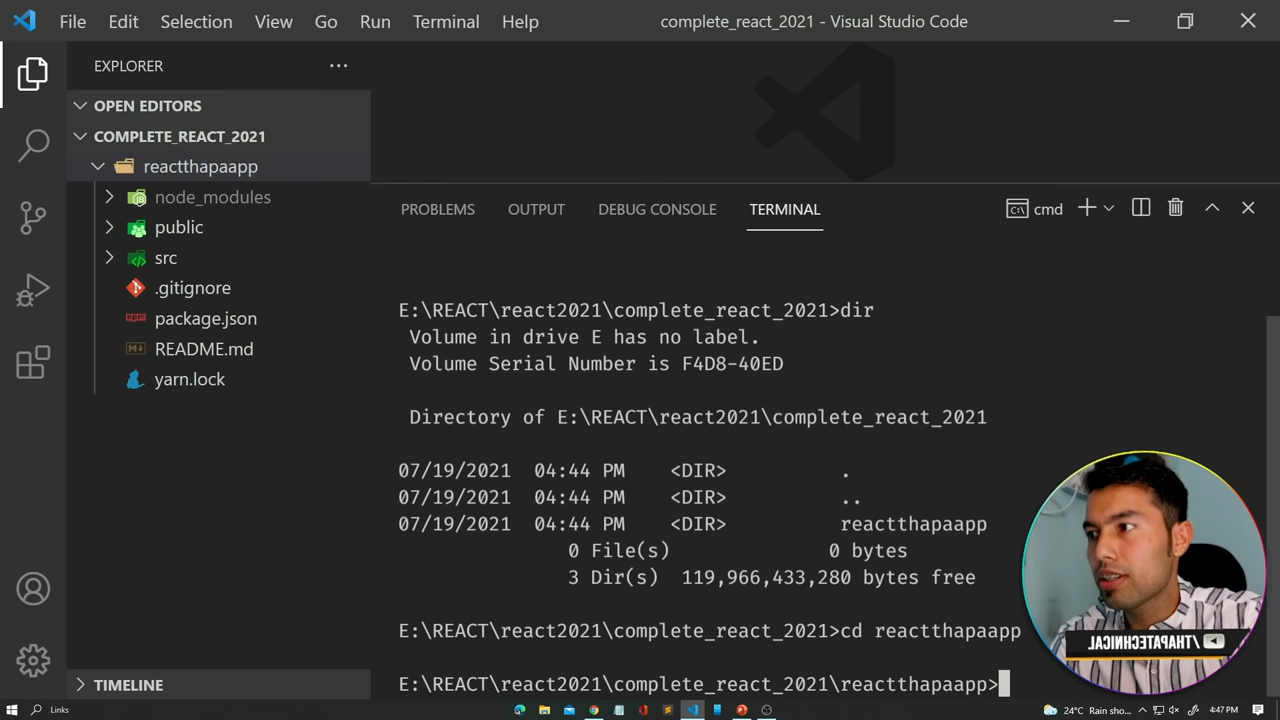 File Edit Selection View Go Run Terminal Help complete_react_2021 - Visual Studio Code
EXPLORER
OPEN EDITORS
COMPLETE_REACT_2021
reactthapaapp
node_modules
public
src
.gitignore
package.json
README.md
yarn.lock
TIMELINE
PROBLEMS OUTPUT DEBUG CONSOLE TERMINAL cmd
E:\REACT\react2021\complete_react_2021>dir
Volume in drive E has no label.
Volume Serial Number is F4D8-40ED
Directory of E:\REACT\react2021\complete_react_2021
07/19/2021 04:44 PM <DIR> .
07/19/2021 04:44 PM <DIR> ..
07/19/2021 04:44 PM <DIR> reactthapaapp
0 File(s) 0 bytes
3 Dir(s) 119,966,433,280 bytes free
E:\REACT\react2021\complete_react_2021>cd reactthapaapp
E:\REACT\react2021\complete_react_2021\reactthapaapp>
/THAPATECHNICAL
Links 24°C Rain sho... 4:47 PM